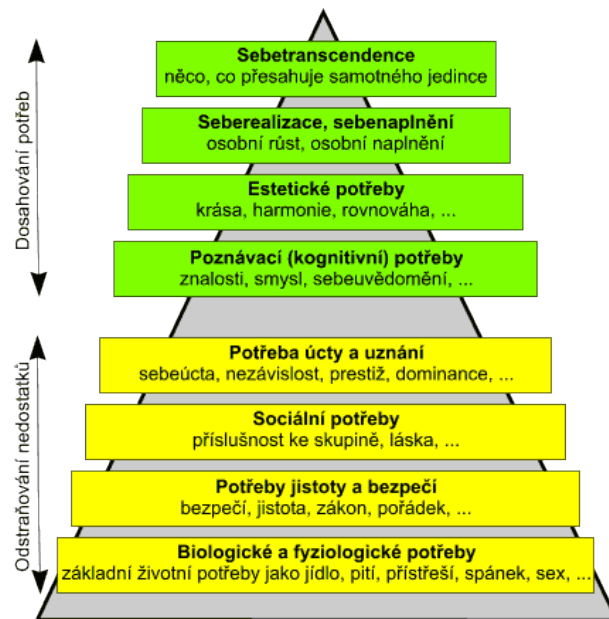 Sebetranscendence
něco, co přesahuje samotného jedince
Seberealizace, sebenaplnění
osobní růst, osobní naplnění
Estetické potřeby
krása, harmonie, rovnováha, ...
Poznávací (kognitivní) potřeby
znalosti, smysl, sebeuvědomění, ...
Dosahování potřeb
Potřeba úcty a uznání
sebeúcta, nezávislost, prestiž, dominance, ...
Sociální potřeby
příslušnost ke skupině, láska, ...
Potřeby jistoty a bezpečí
bezpečí, jistota, zákon, pořádek, ...
Biologické a fyziologické potřeby
základní životní potřeby jako jídlo, pití, přístřeší, spánek, sex, ...
Odstraňování nedostatků